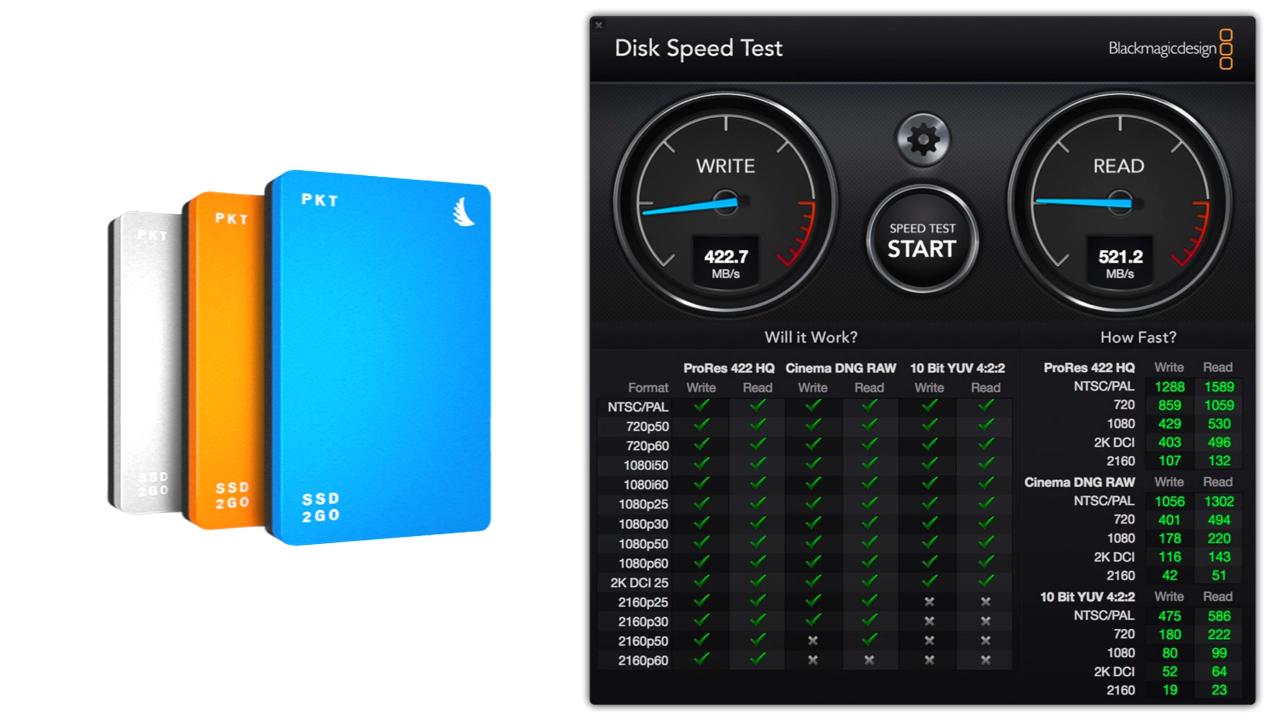 PKT
SSD
2GO
PKT
SSD
2GO
PKT
SSD
2GO
Disk Speed Test
Blackmagicdesign
WRITE
422.7
MB/s
SPEED TEST
START
READ
521.2
MB/s
Will it Work?
ProRes 422 HQ Cinema DNG RAW 10 Bit YUV 4:2:2
Format Write Read Write Read Write Read
NTSC/PAL
720p50
720p60
1080i50
1080i60
1080p25
1080p30
1080p50
1080p60
2K DCI 25
2160p25
2160p30
2160p50
2160p60
How Fast?
ProRes 422 HQ Write Read
NTSC/PAL 1288 1589
720 859 1059
1080 429 530
2K DCI 403 496
2160 107 132
Cinema DNG RAW Write Read
NTSC/PAL 1056 1302
720 401 494
1080 178 220
2K DCI 116 143
2160 42 51
10 Bit YUV 4:2:2 Write Read
NTSC/PAL 475 586
720 180 222
1080 80 99
2K DCI 52 64
2160 19 23